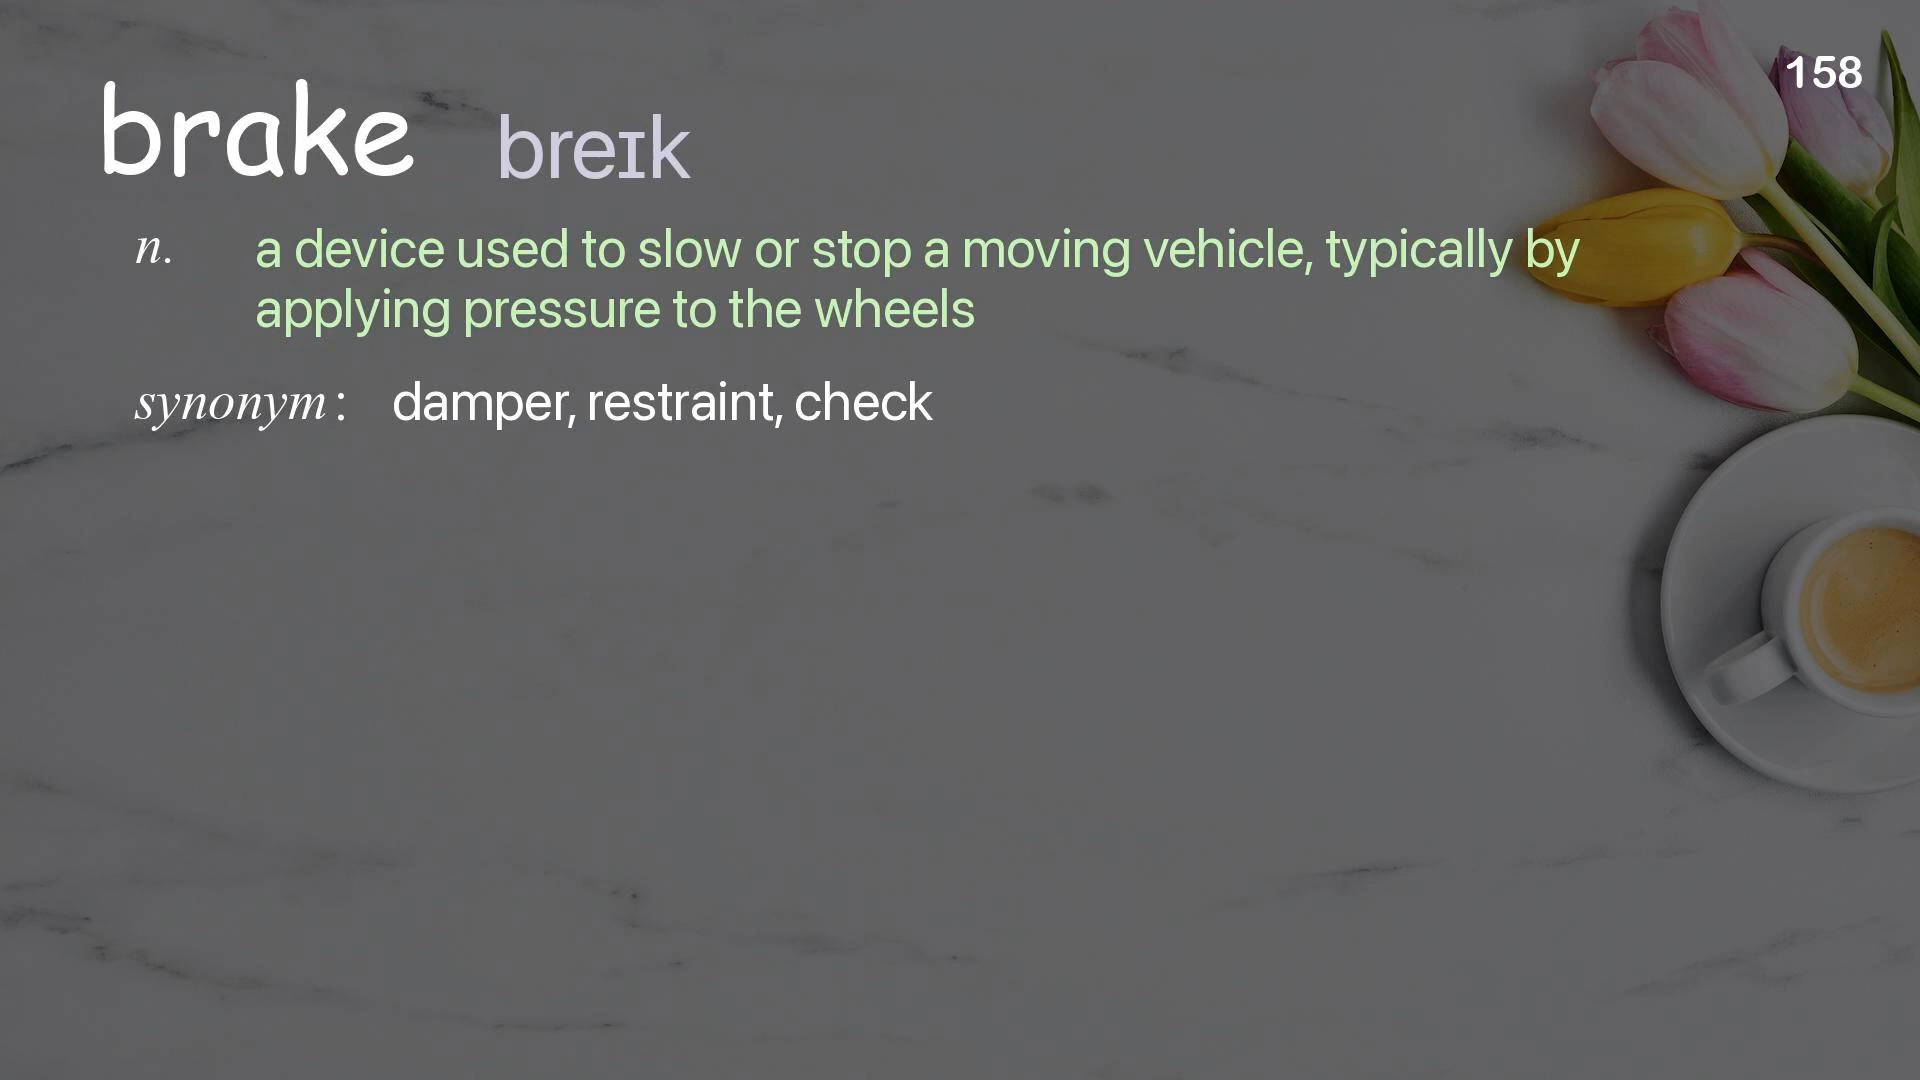 158
brake breɪk
n. a device used to slow or stop a moving vehicle, typically by
applying pressure to the wheels
synonym: damper, restraint, check